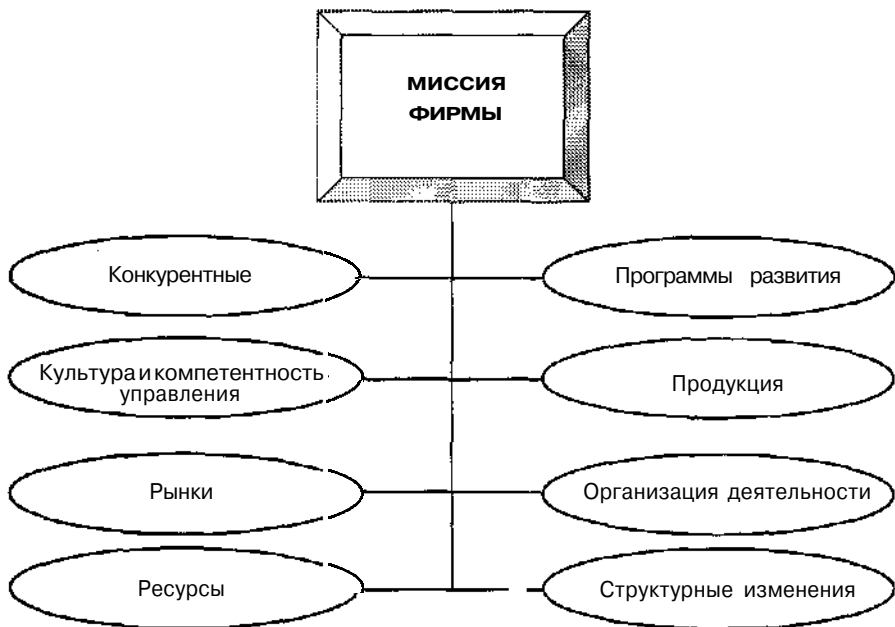 МИССИЯ
ФИРМЫ
Конкурентные
Программы развития
Культура и компетентность
управления
Продукция
Рынки
Организация деятельности
Ресурсы
Структурные изменения